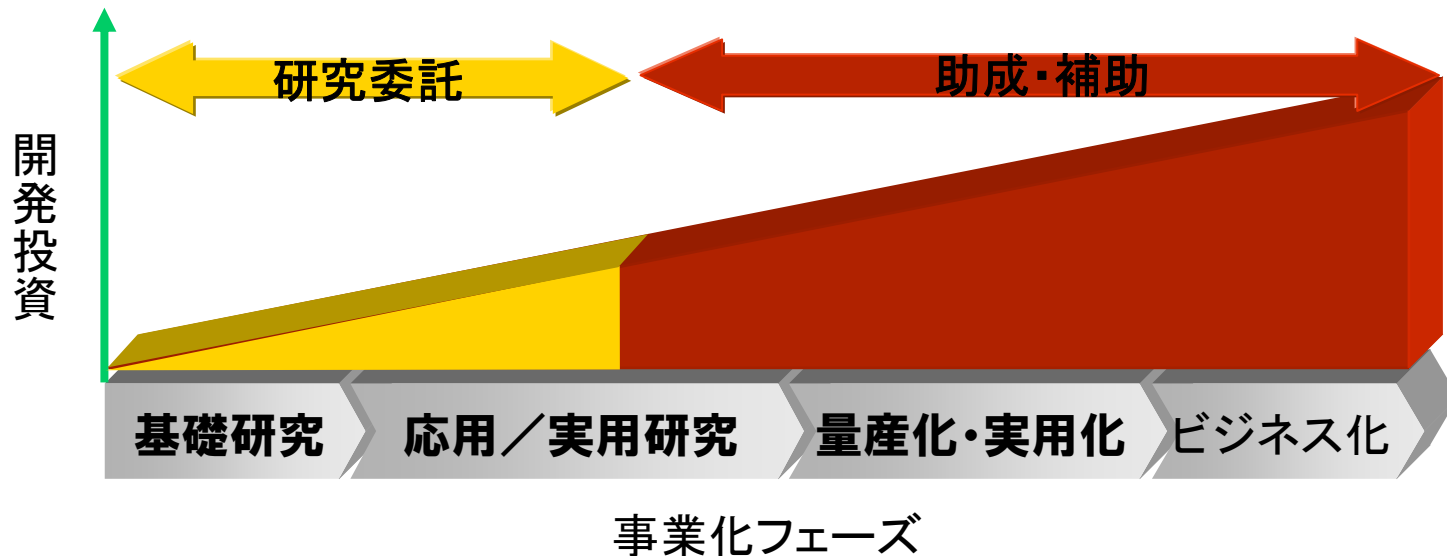 研究委託
助成・補助
開発投資
基礎研究
応用／実用研究
量産化・実用化
ビジネス化
事業化フェーズ